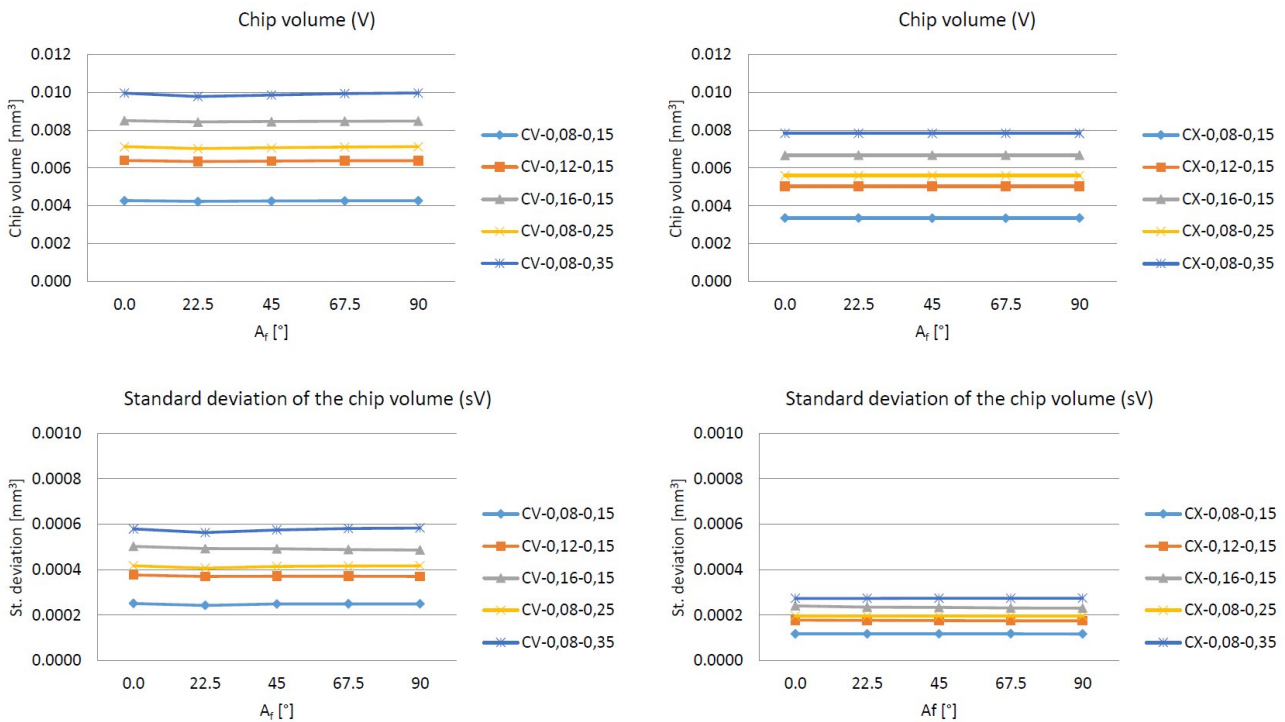 Chip volume (V)
Chip volume [mm³]
0.012
0.010
0.008
0.006
0.004
0.002
0.000
0.0 22.5 45 67.5 90
A_f [°]
CV-0,08-0,15
CV-0,12-0,15
CV-0,16-0,15
CV-0,08-0,25
CV-0,08-0,35
Chip volume (V)
Chip volume [mm³]
0.012
0.010
0.008
0.006
0.004
0.002
0.000
0.0 22.5 45 67.5 90
A_f [°]
CX-0,08-0,15
CX-0,12-0,15
CX-0,16-0,15
CX-0,08-0,25
CX-0,08-0,35
Standard deviation of the chip volume (sV)
St. deviation [mm³]
0.0010
0.0008
0.0006
0.0004
0.0002
0.0000
0.0 22.5 45 67.5 90
A_f [°]
CV-0,08-0,15
CV-0,12-0,15
CV-0,16-0,15
CV-0,08-0,25
CV-0,08-0,35
Standard deviation of the chip volume (sV)
St. deviation [mm³]
0.0010
0.0008
0.0006
0.0004
0.0002
0.0000
0.0 22.5 45 67.5 90
Af [°]
CX-0,08-0,15
CX-0,12-0,15
CX-0,16-0,15
CX-0,08-0,25
CX-0,08-0,35